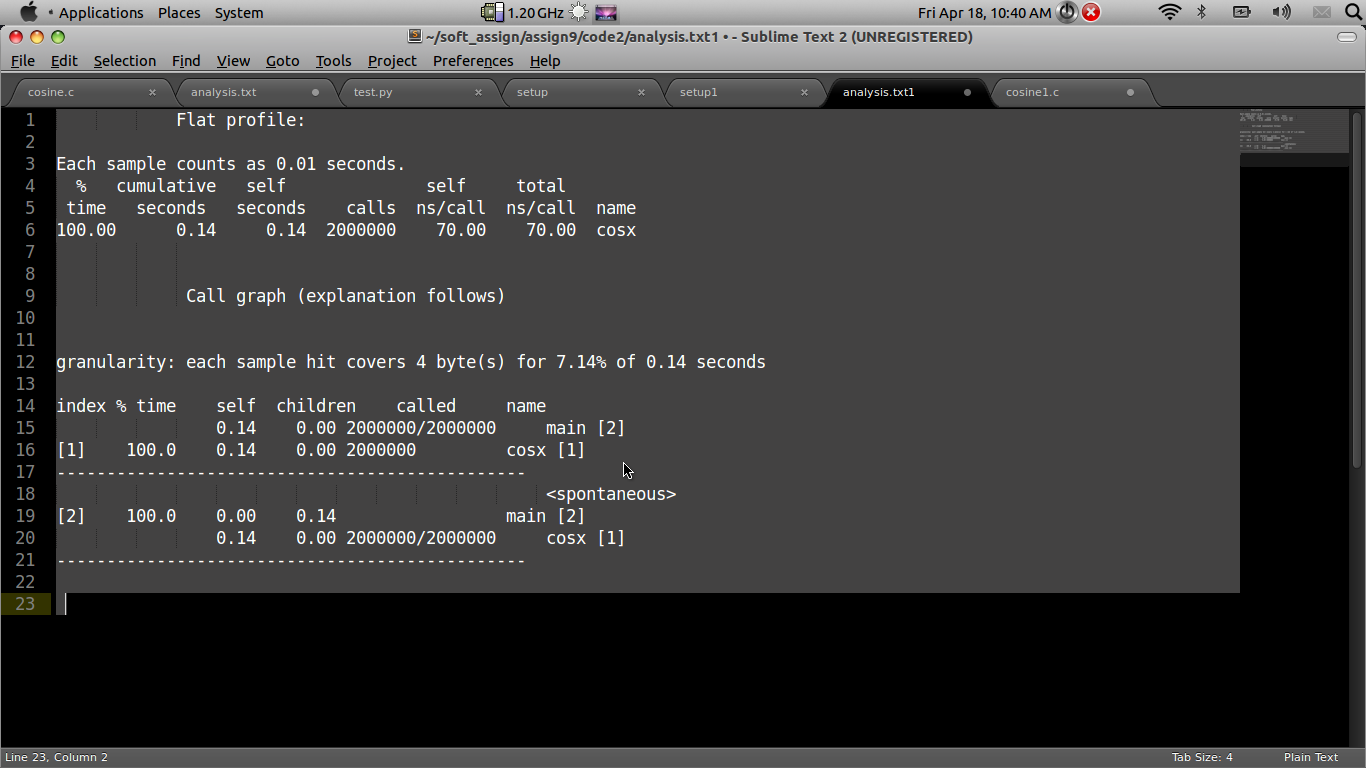 Applications Places System 1.20 GHz Fri Apr 18, 10:40 AM
~/soft_assign/assign9/code2/analysis.txt1 • - Sublime Text 2 (UNREGISTERED)
File Edit Selection Find View Goto Tools Project Preferences Help
cosine.c × analysis.txt test.py × setup × setup1 × analysis.txt1 cosine1.c
1 Flat profile:
2
3 Each sample counts as 0.01 seconds.
4 % cumulative self self total
5 time seconds seconds calls ns/call ns/call name
6 100.00 0.14 0.14 2000000 70.00 70.00 cosx
7
8
9 Call graph (explanation follows)
10
11
12 granularity: each sample hit covers 4 byte(s) for 7.14% of 0.14 seconds
13
14 index % time self children called name
15 0.14 0.00 2000000/2000000 main [2]
16 [1] 100.0 0.14 0.00 2000000 cosx [1]
17 -----------------------------------------------
18 <spontaneous>
19 [2] 100.0 0.00 0.14 main [2]
20 0.14 0.00 2000000/2000000 cosx [1]
21 -----------------------------------------------
22
23
Line 23, Column 2 Tab Size: 4 Plain Text